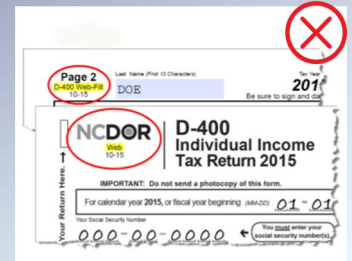 Page 2
D-400 Web-Fill
10-15
Last Name (First 10 Characters)
DOE
Tax Year
201
Be sure to sign and da
NCDOR
Web
10-15
D-400
Individual Income
Tax Return 2015
IMPORTANT: Do not send a photocopy of this form.
For calendar year 2015, or fiscal year beginning (MM-DD) 01 - 01
Your Social Security Number
000-00-0000
You must enter your
social security number(s)
Your Return Here.